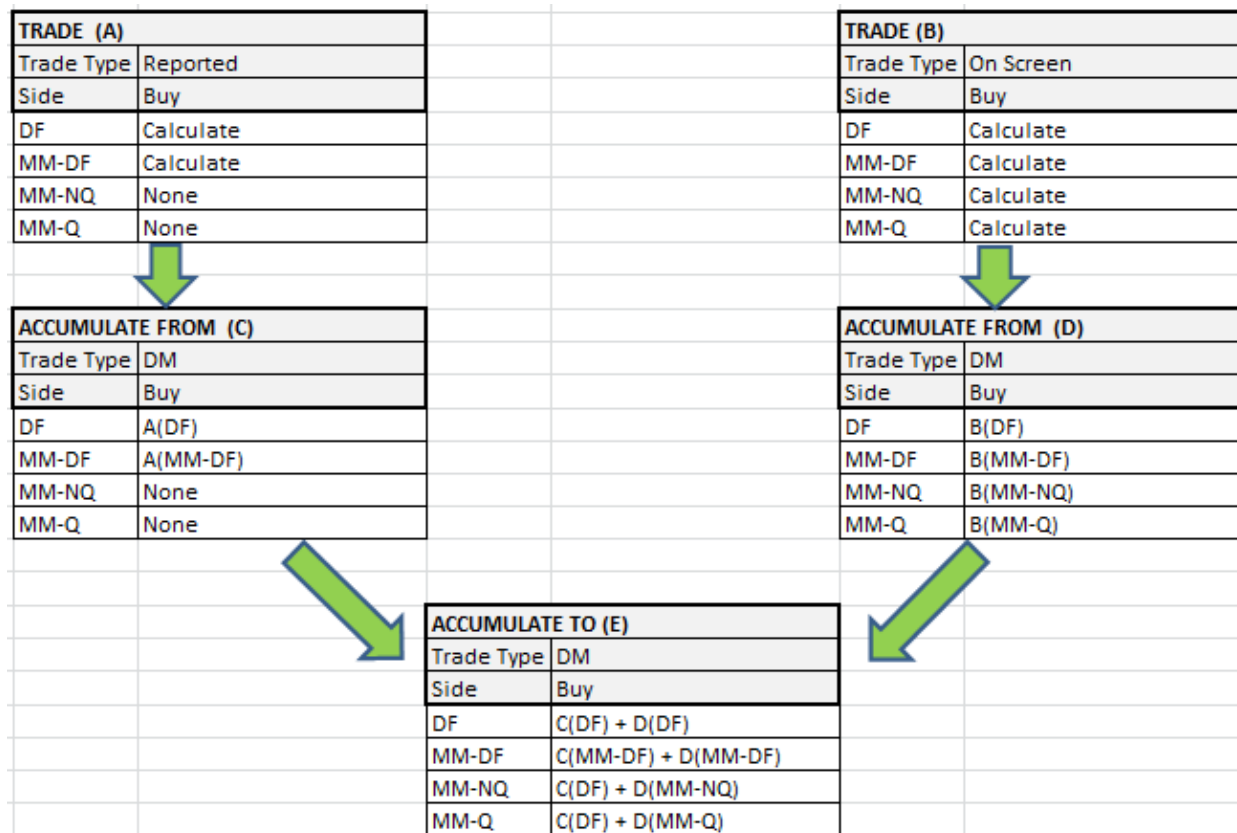 TRADE (A)
Trade Type Reported
Side Buy
DF Calculate
MM-DF Calculate
MM-NQ None
MM-Q None
TRADE (B)
Trade Type On Screen
Side Buy
DF Calculate
MM-DF Calculate
MM-NQ Calculate
MM-Q Calculate
ACCUMULATE FROM (C)
Trade Type DM
Side Buy
DF A(DF)
MM-DF A(MM-DF)
MM-NQ None
MM-Q None
ACCUMULATE FROM (D)
Trade Type DM
Side Buy
DF B(DF)
MM-DF B(MM-DF)
MM-NQ B(MM-NQ)
MM-Q B(MM-Q)
ACCUMULATE TO (E)
Trade Type DM
Side Buy
DF C(DF) + D(DF)
MM-DF C(MM-DF) + D(MM-DF)
MM-NQ C(DF) + D(MM-NQ)
MM-Q C(DF) + D(MM-Q)